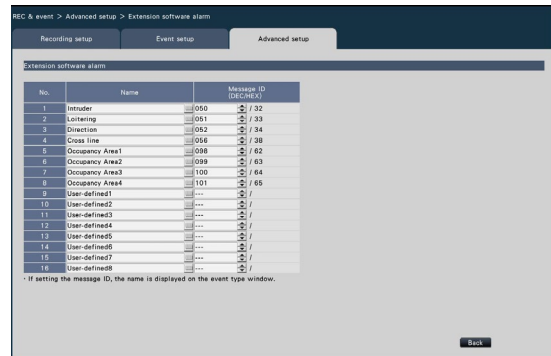 REC & event > Advanced setup > Extension software alarm
Recording setup Event setup Advanced setup
Extension software alarm
No. Name Message ID
(DEC/HEX)
1 Intruder 050 / 32
2 Loitering 051 / 33
3 Direction 052 / 34
4 Cross line 056 / 38
5 Occupancy Area1 098 / 62
6 Occupancy Area2 099 / 63
7 Occupancy Area3 100 / 64
8 Occupancy Area4 101 / 65
9 User-defined1 --- /
10 User-defined2 --- /
11 User-defined3 --- /
12 User-defined4 --- /
13 User-defined5 --- /
14 User-defined6 --- /
15 User-defined7 --- /
16 User-defined8 --- /
· If setting the message ID, the name is displayed on the event type window.
Back